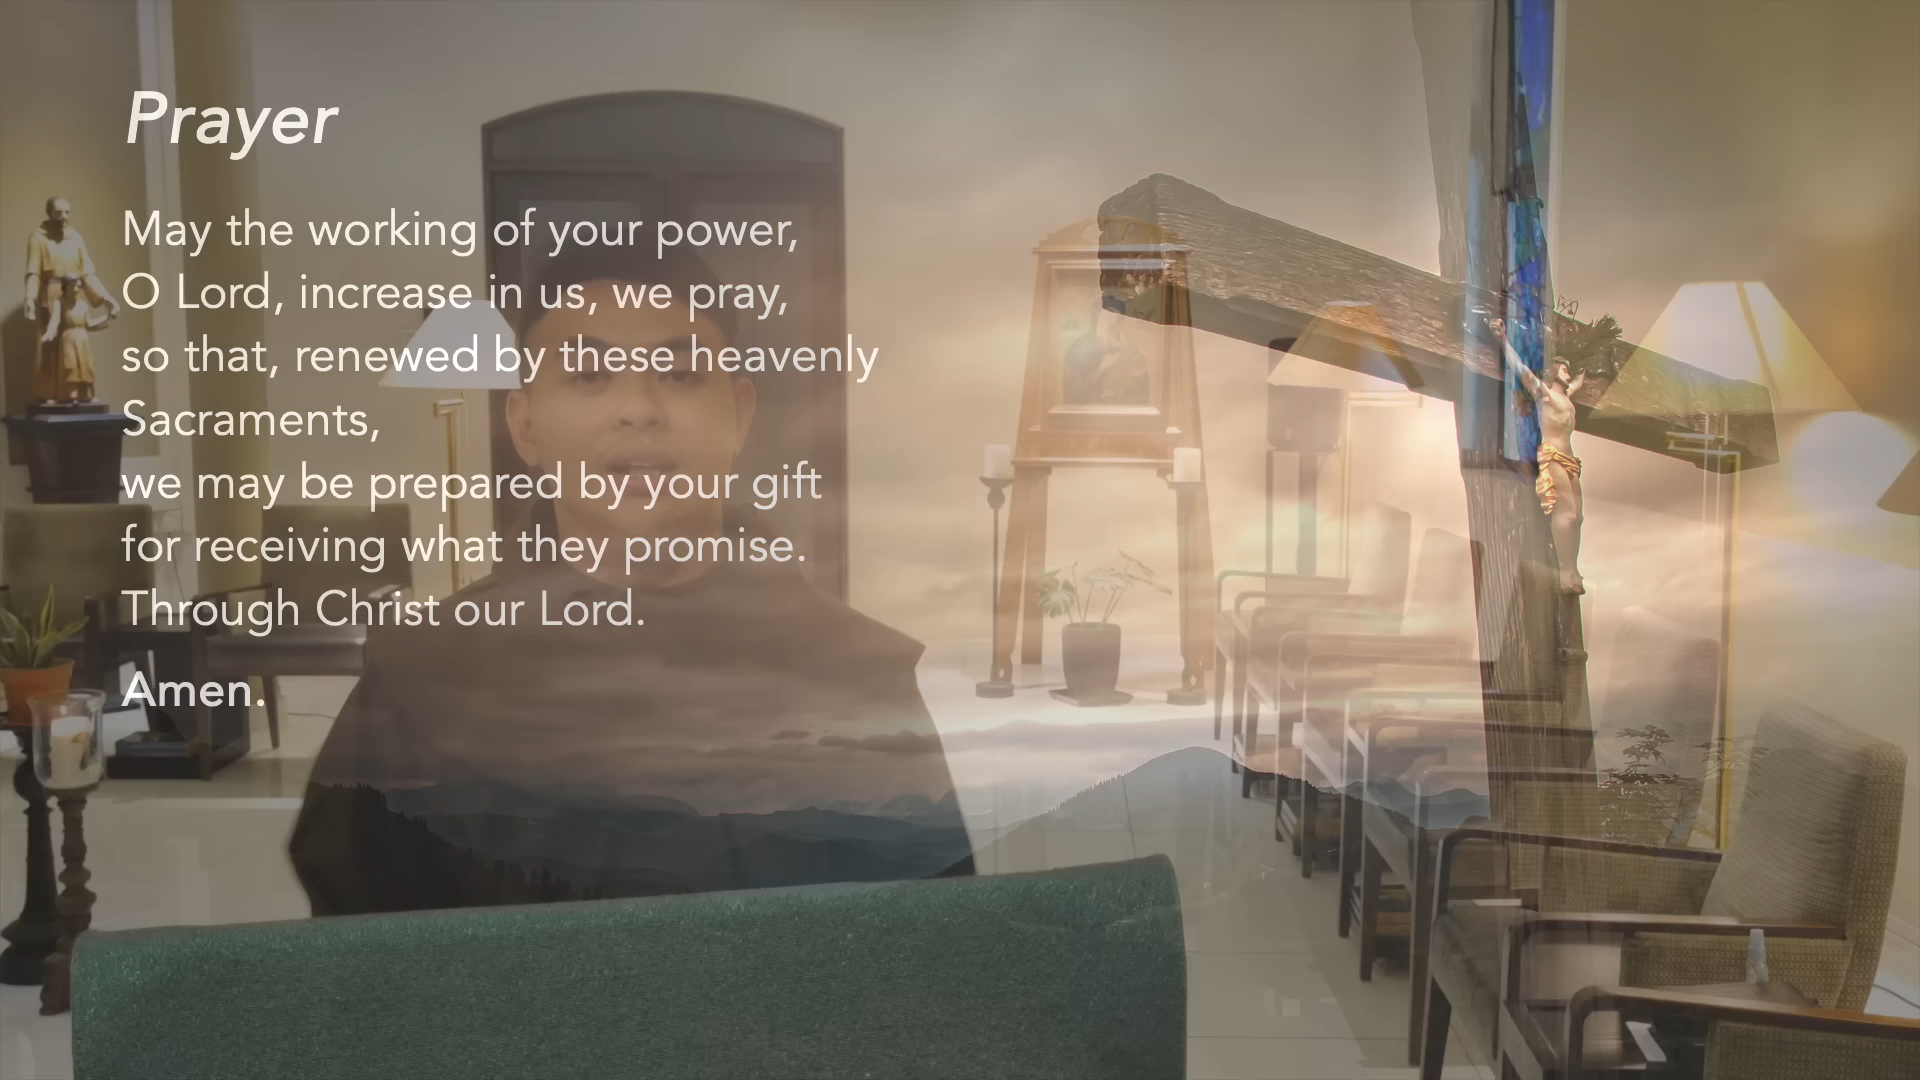 Prayer
May the working of your power,
O Lord, increase in us, we pray,
so that, renewed by these heavenly
Sacraments,
we may be prepared by your gift
for receiving what they promise.
Through Christ our Lord.
Amen.